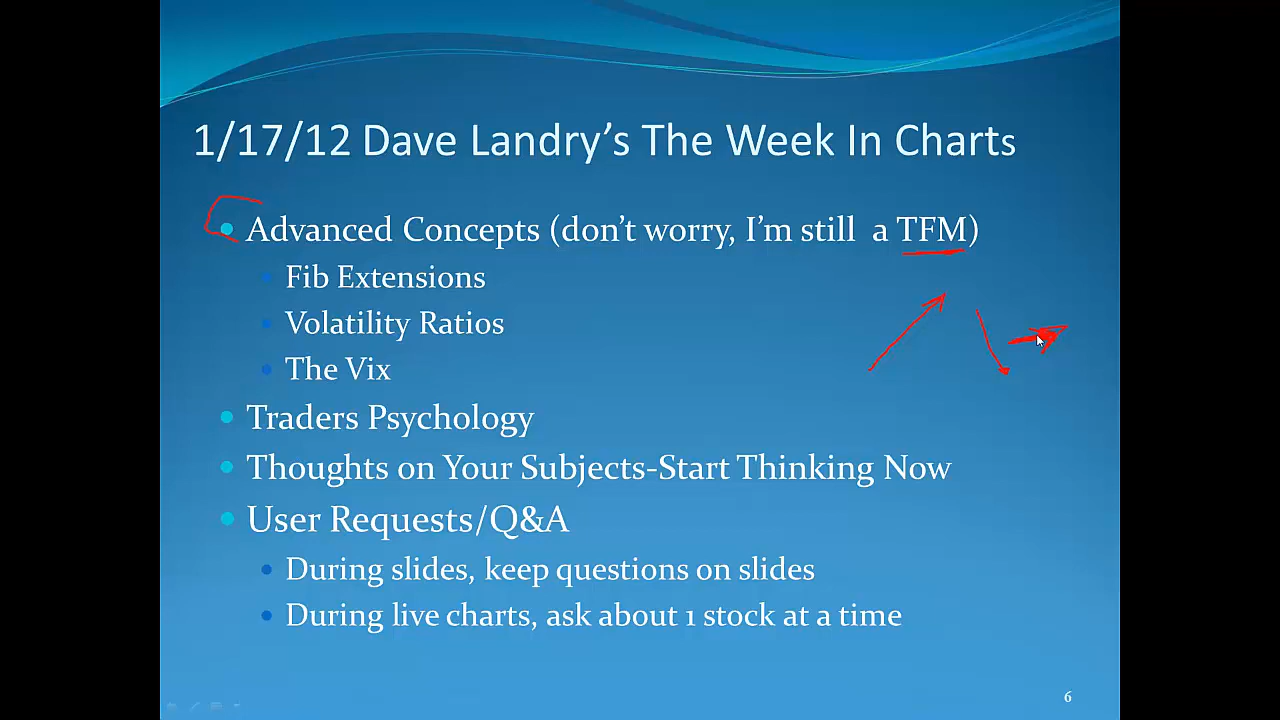 1/17/12 Dave Landry’s The Week In Charts
Advanced Concepts (don’t worry, I’m still a TFM)
Fib Extensions
Volatility Ratios
The Vix
Traders Psychology
Thoughts on Your Subjects-Start Thinking Now
User Requests/Q&A
During slides, keep questions on slides
During live charts, ask about 1 stock at a time
6